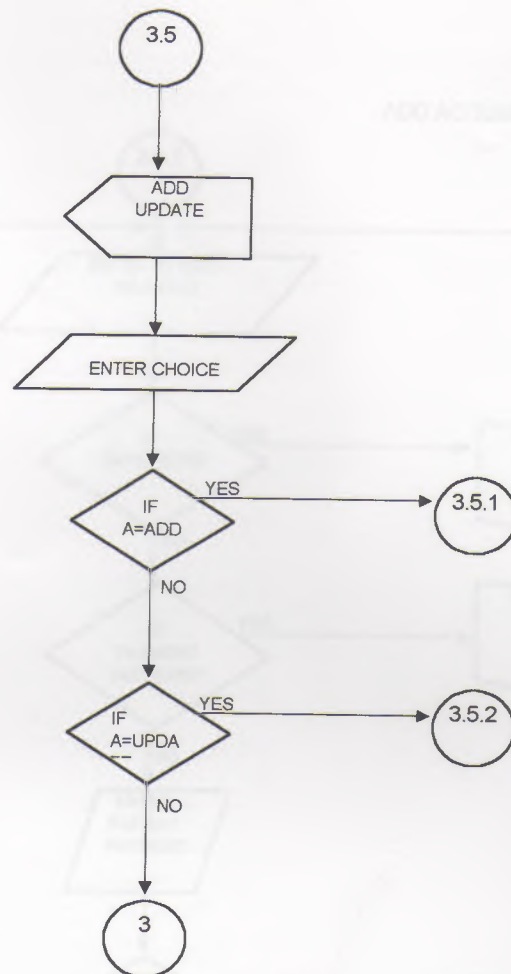 3.5
ADD
UPDATE
ENTER CHOICE
IF
A=ADD
YES
3.5.1
NO
IF
A=UPDA
YES
3.5.2
NO
3